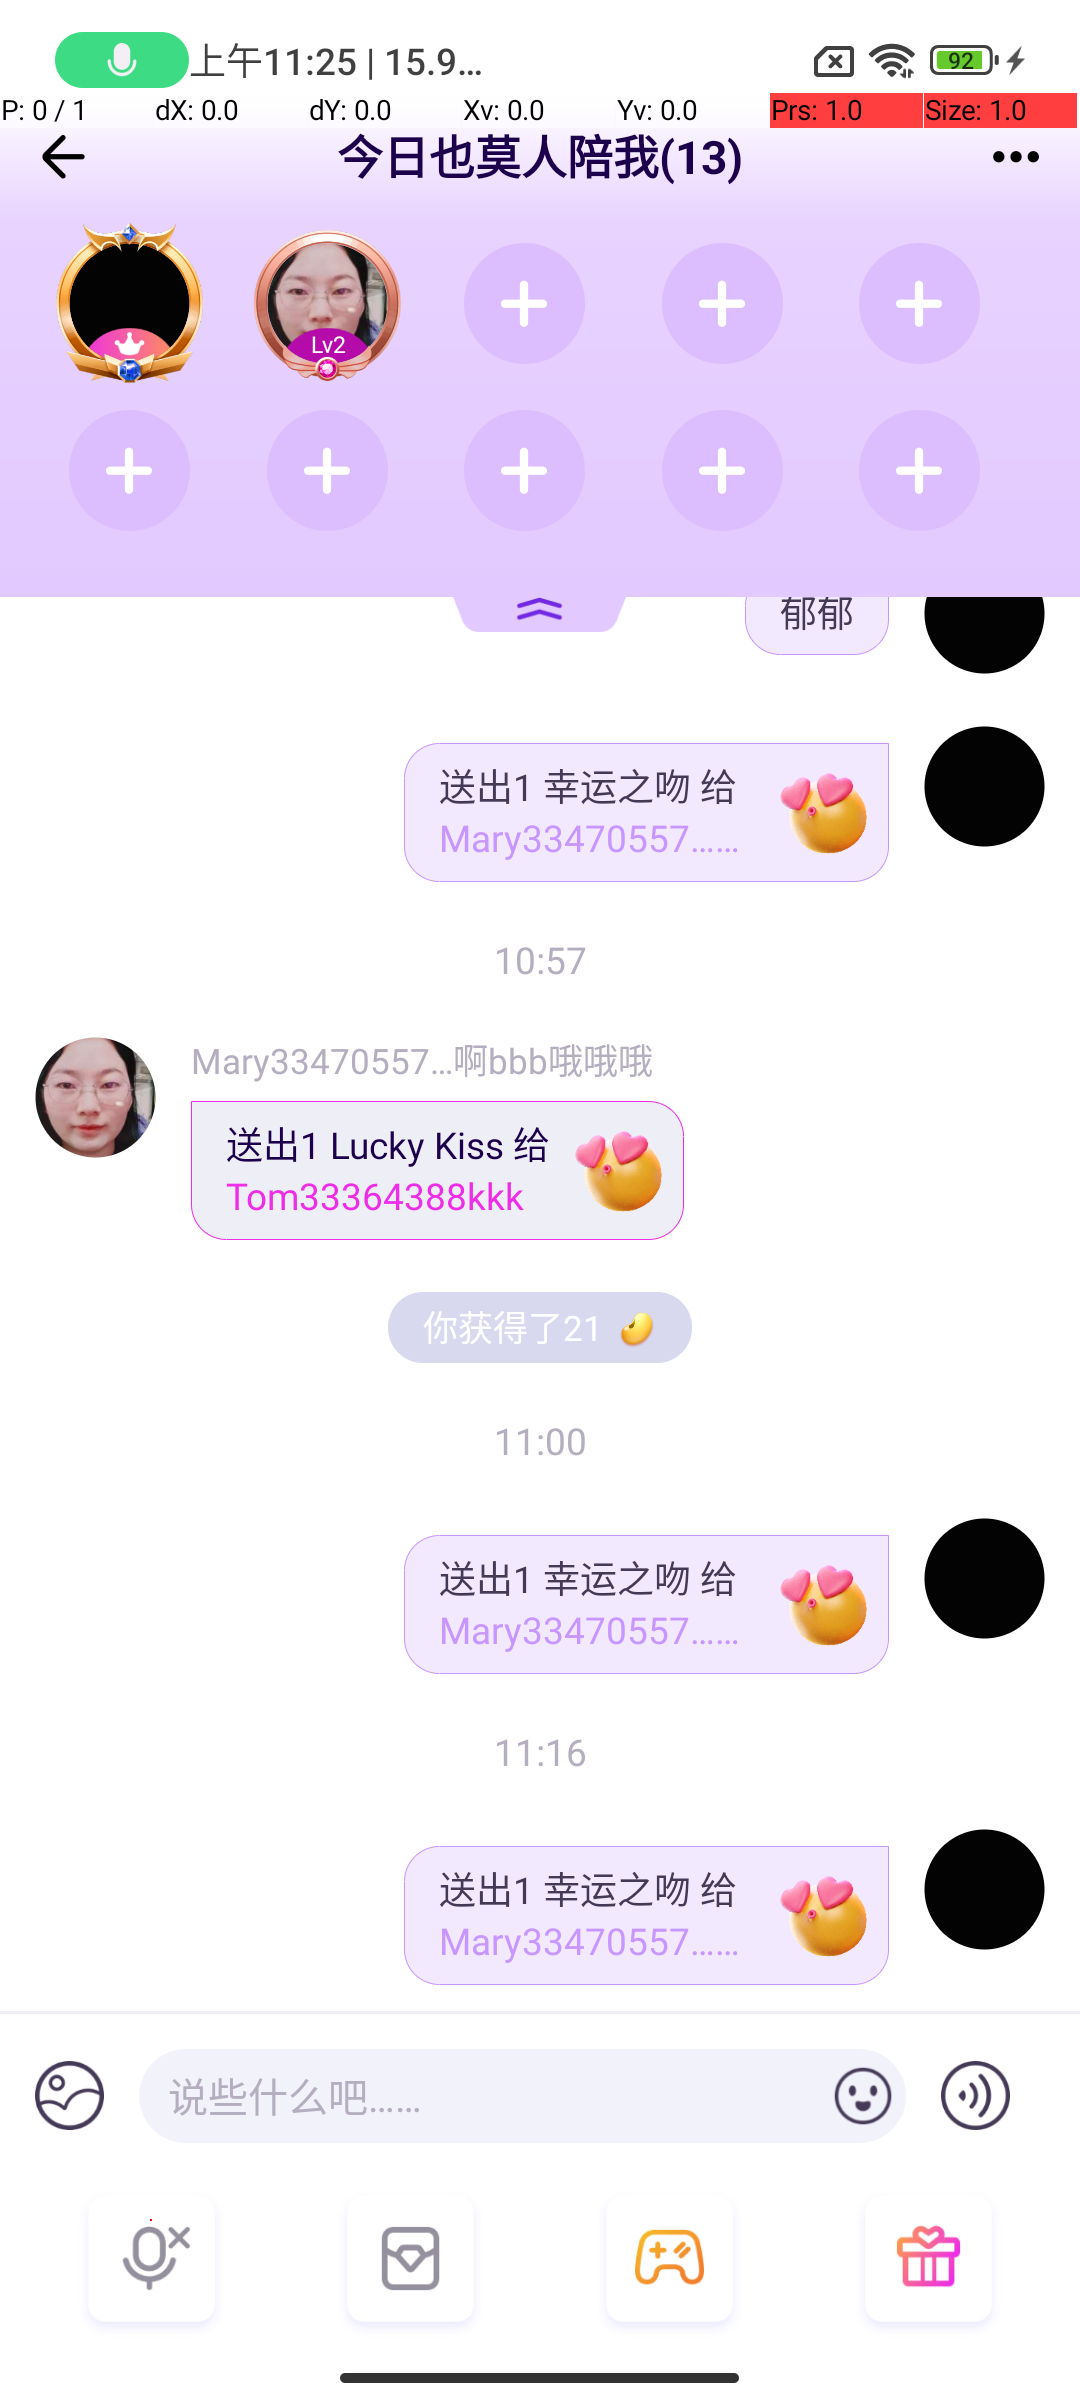 上午11:25 | 15.9...
92
P: 0 / 1 dX: 0.0 dY: 0.0 Xv: 0.0 Yv: 0.0 Prs: 1.0 Size: 1.0
今日也莫人陪我(13)
Lv2
郁郁
送出1 幸运之吻 给
Mary33470557......
10:57
Mary33470557...啊bbb哦哦哦
送出1 Lucky Kiss 给
Tom33364388kkk
你获得了21
11:00
送出1 幸运之吻 给
Mary33470557......
11:16
送出1 幸运之吻 给
Mary33470557......
说些什么吧......